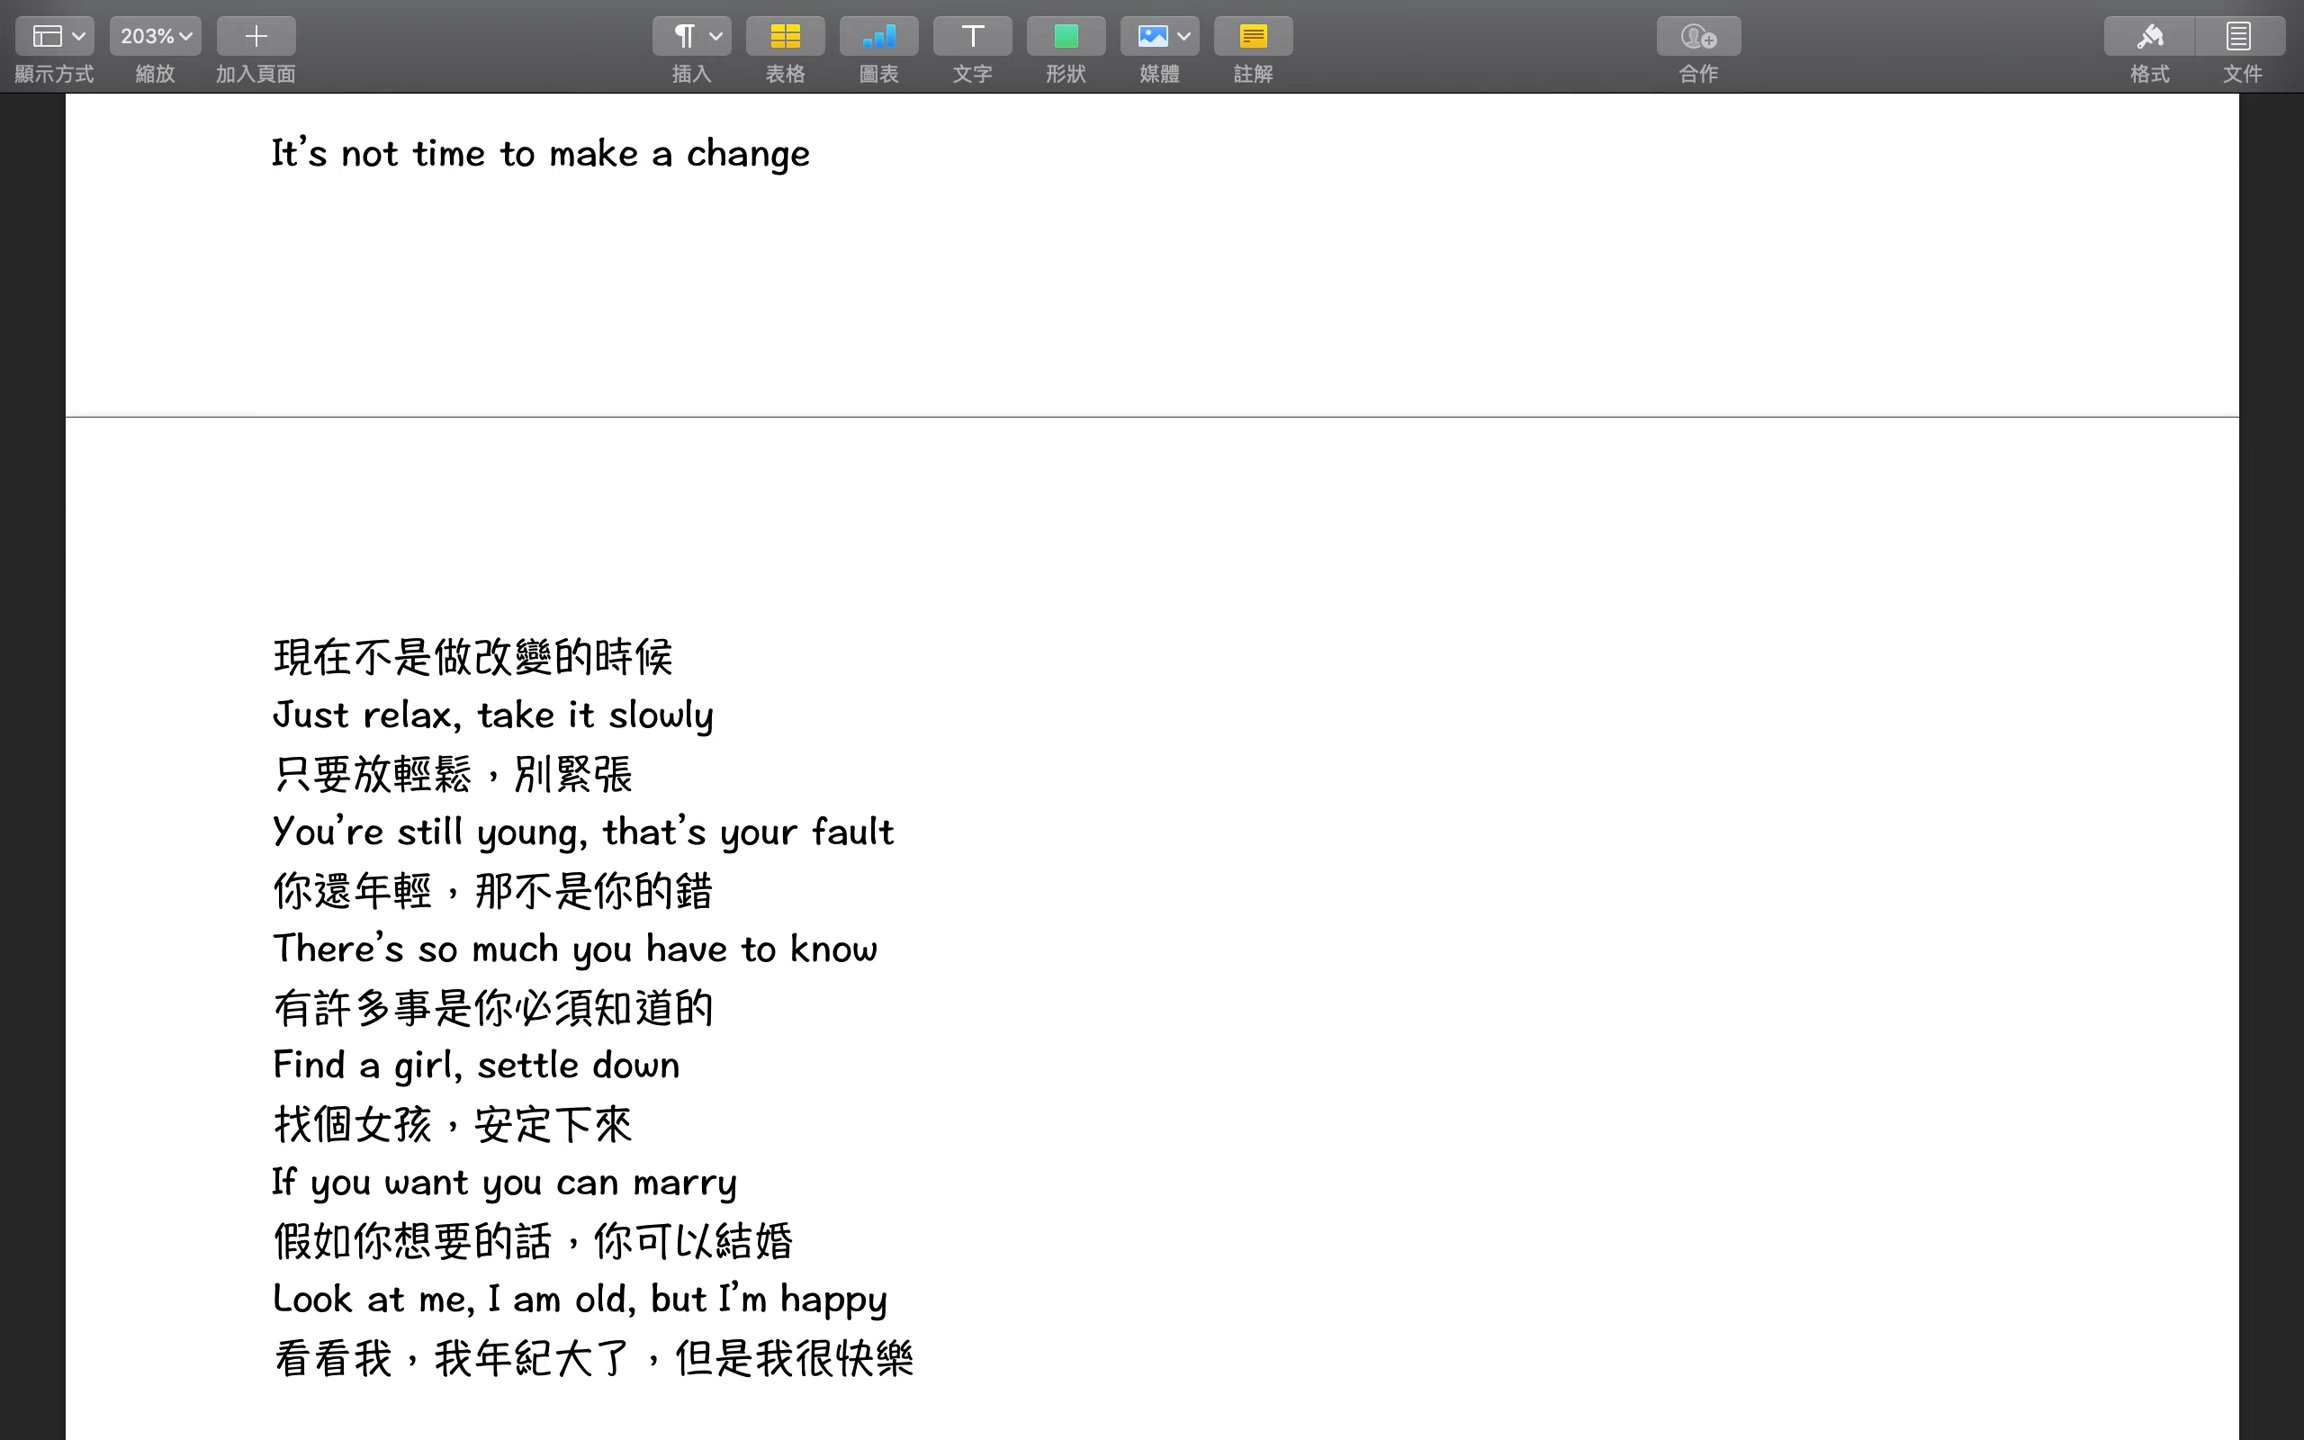 203%
顯示方式 縮放 加入頁面 插入 表格 圖表 文字 形狀 媒體 註解 合作 格式 文件
It's not time to make a change
現在不是做改變的時候
Just relax, take it slowly
只要放輕鬆，別緊張
You're still young, that's your fault
你還年輕，那不是你的錯
There's so much you have to know
有許多事是你必須知道的
Find a girl, settle down
找個女孩，安定下來
If you want you can marry
假如你想要的話，你可以結婚
Look at me, I am old, but I'm happy
看看我，我年紀大了，但是我很快樂